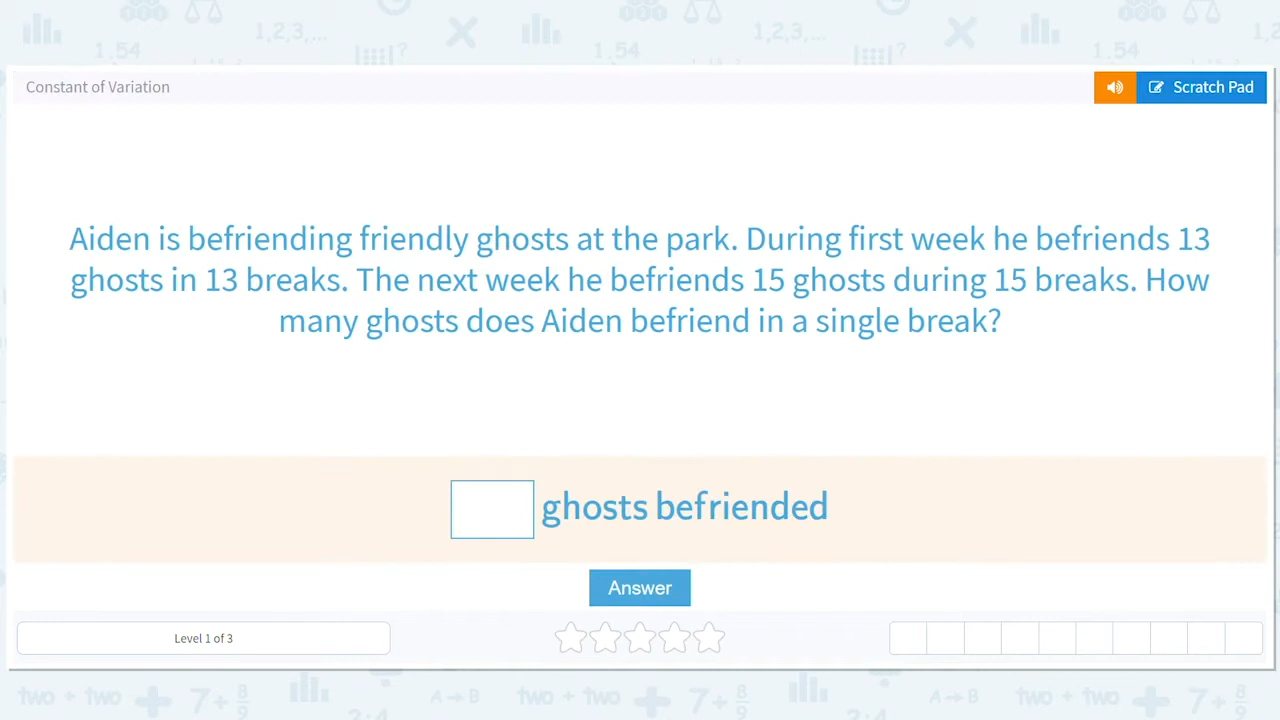 Constant of Variation
Scratch Pad
Aiden is befriending friendly ghosts at the park. During first week he befriends 13
ghosts in 13 breaks. The next week he befriends 15 ghosts during 15 breaks. How
many ghosts does Aiden befriend in a single break?
ghosts befriended
Answer
Level 1 of 3